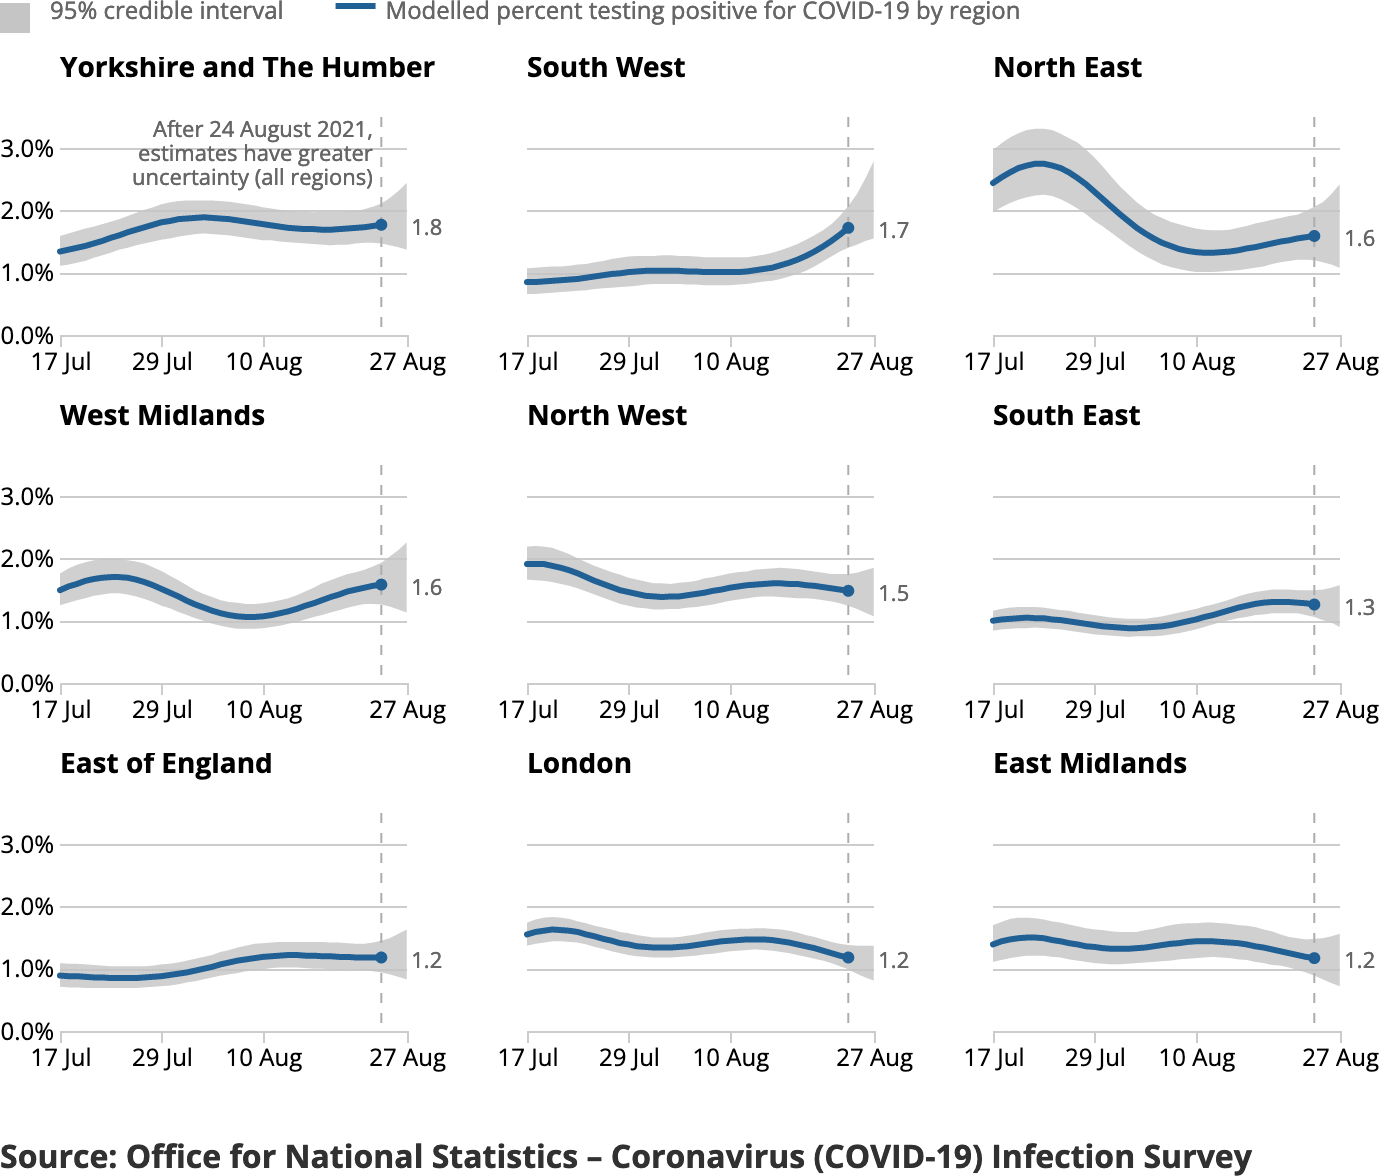 95% credible interval
Modelled percent testing positive for COVID-19 by region
Yorkshire and The Humber
South West
North East
After 24 August 2021,
estimates have greater
uncertainty (all regions)
3.0%
2.0%
1.0%
0.0%
1.8
1.7
1.6
17 Jul
29 Jul
10 Aug
27 Aug
17 Jul
29 Jul
10 Aug
27 Aug
17 Jul
29 Jul
10 Aug
27 Aug
West Midlands
North West
South East
3.0%
2.0%
1.0%
0.0%
1.6
1.5
1.3
17 Jul
29 Jul
10 Aug
27 Aug
17 Jul
29 Jul
10 Aug
27 Aug
17 Jul
29 Jul
10 Aug
27 Aug
East of England
London
East Midlands
3.0%
2.0%
1.0%
0.0%
1.2
1.2
1.2
17 Jul
29 Jul
10 Aug
27 Aug
17 Jul
29 Jul
10 Aug
27 Aug
17 Jul
29 Jul
10 Aug
27 Aug
Source: Office for National Statistics – Coronavirus (COVID-19) Infection Survey